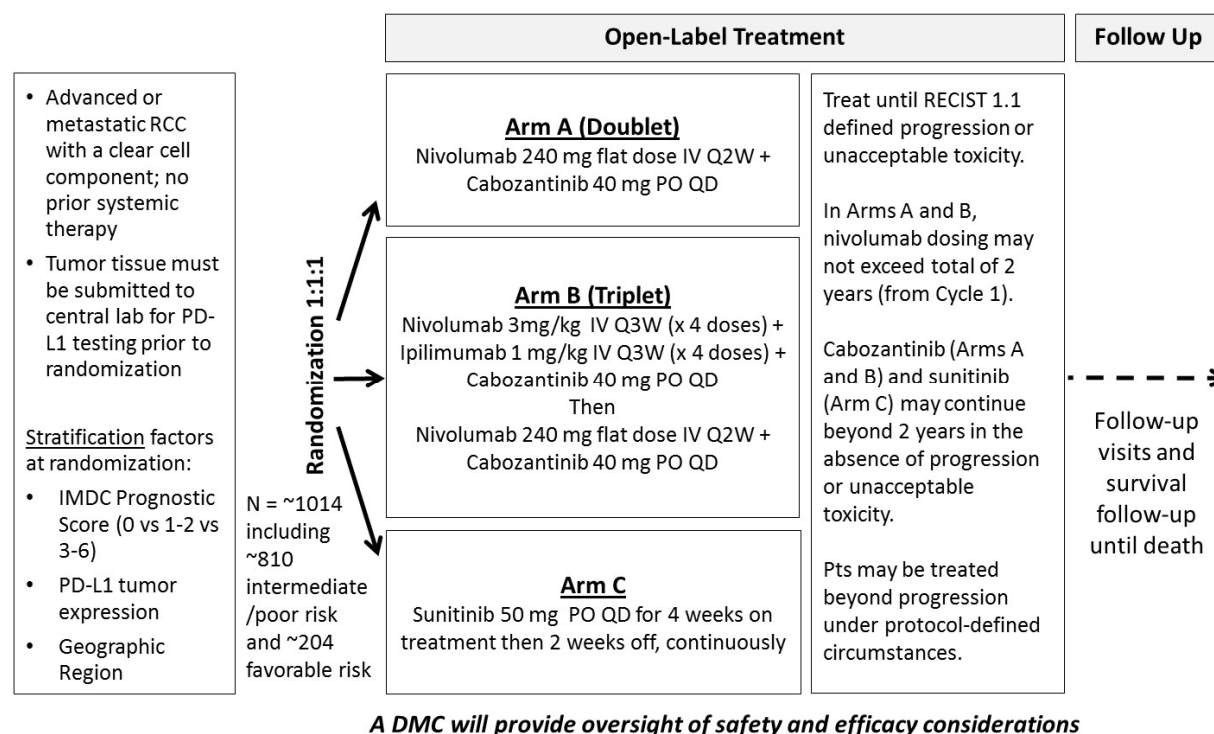 Open-Label Treatment
Follow Up
• Advanced or
metastatic RCC
with a clear cell
component; no
prior systemic
therapy
• Tumor tissue must
be submitted to
central lab for PD-
L1 testing prior to
randomization
Stratification factors
at randomization:
• IMDC Prognostic
Score (0 vs 1-2 vs
3-6)
• PD-L1 tumor
expression
• Geographic
Region
Randomization 1:1:1
N = ~1014
including
~810
intermediate
/poor risk
and ~204
favorable risk
Arm A (Doublet)
Nivolumab 240 mg flat dose IV Q2W +
Cabozantinib 40 mg PO QD
Arm B (Triplet)
Nivolumab 3mg/kg IV Q3W (x 4 doses) +
Ipilimumab 1 mg/kg IV Q3W (x 4 doses) +
Cabozantinib 40 mg PO QD
Then
Nivolumab 240 mg flat dose IV Q2W +
Cabozantinib 40 mg PO QD
Arm C
Sunitinib 50 mg PO QD for 4 weeks on
treatment then 2 weeks off, continuously
Treat until RECIST 1.1
defined progression or
unacceptable toxicity.
In Arms A and B,
nivolumab dosing may
not exceed total of 2
years (from Cycle 1).
Cabozantinib (Arms A
and B) and sunitinib
(Arm C) may continue
beyond 2 years in the
absence of progression
or unacceptable
toxicity.
Pts may be treated
beyond progression
under protocol-defined
circumstances.
Follow-up
visits and
survival
follow-up
until death
A DMC will provide oversight of safety and efficacy considerations